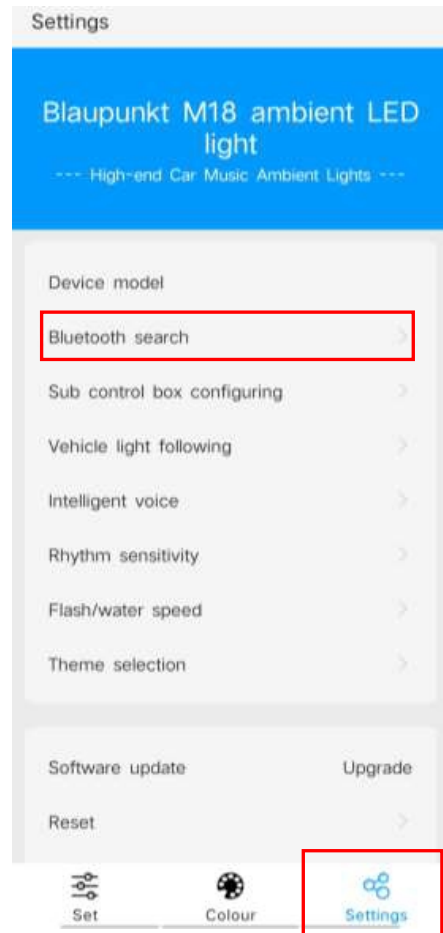 Settings
Blaupunkt M18 ambient LED
light
--- High-end Car Music Ambient Lights ---
Device model
Bluetooth search
Sub control box configuring
Vehicle light following
Intelligent voice
Rhythm sensitivity
Flash/water speed
Theme selection
Software update Upgrade
Reset
Set Colour Settings